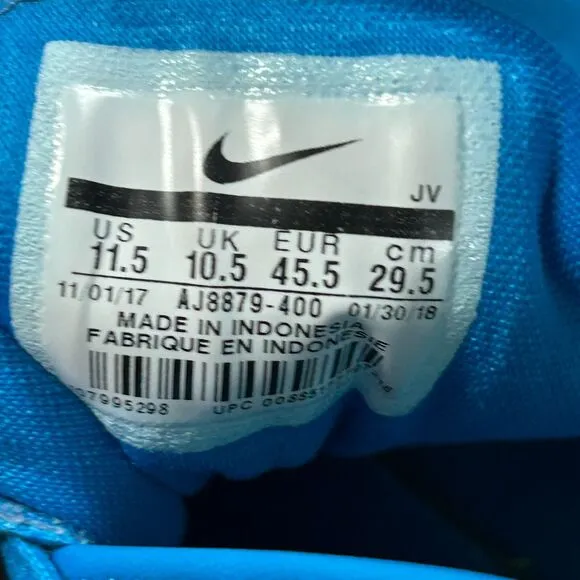 JV
US UK EUR cm
11.5 10.5 45.5 29.5
11/01/17 AJ8879-400 01/30/18
MADE IN INDONESIA
FABRIQUE EN INDONESIE
UPC